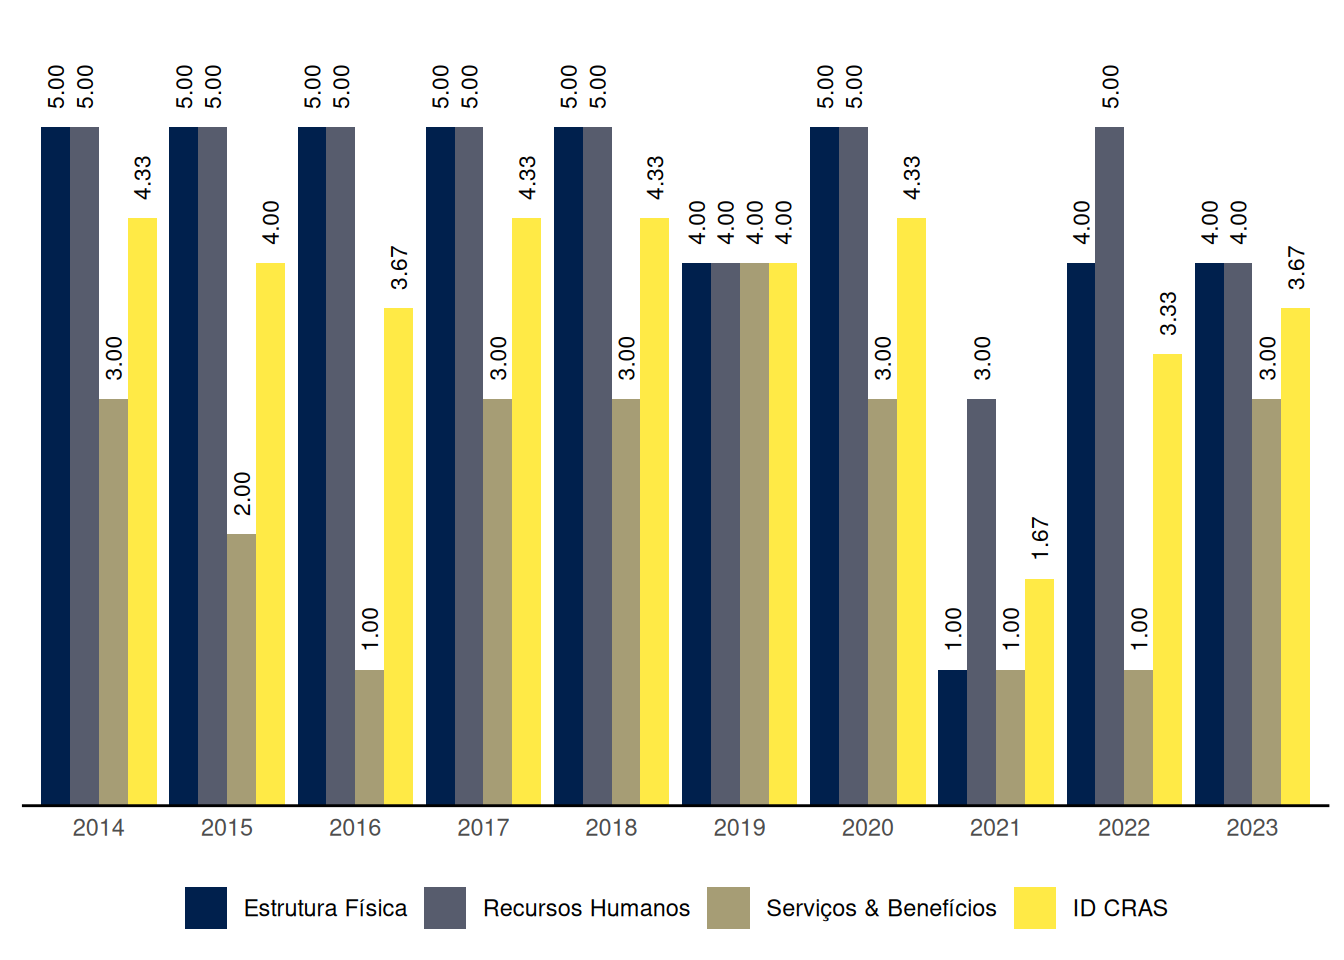 5.00 5.00 3.00 4.33
5.00 5.00 2.00 4.00
5.00 5.00 1.00 3.67
5.00 5.00 3.00 4.33
5.00 5.00 3.00 4.33
4.00 4.00 4.00 4.00
5.00 5.00 3.00 4.33
1.00 3.00 1.00 1.67
4.00 5.00 1.00 3.33
4.00 4.00 3.00 3.67
2014 2015 2016 2017 2018 2019 2020 2021 2022 2023
Estrutura Física Recursos Humanos Serviços & Benefícios ID CRAS